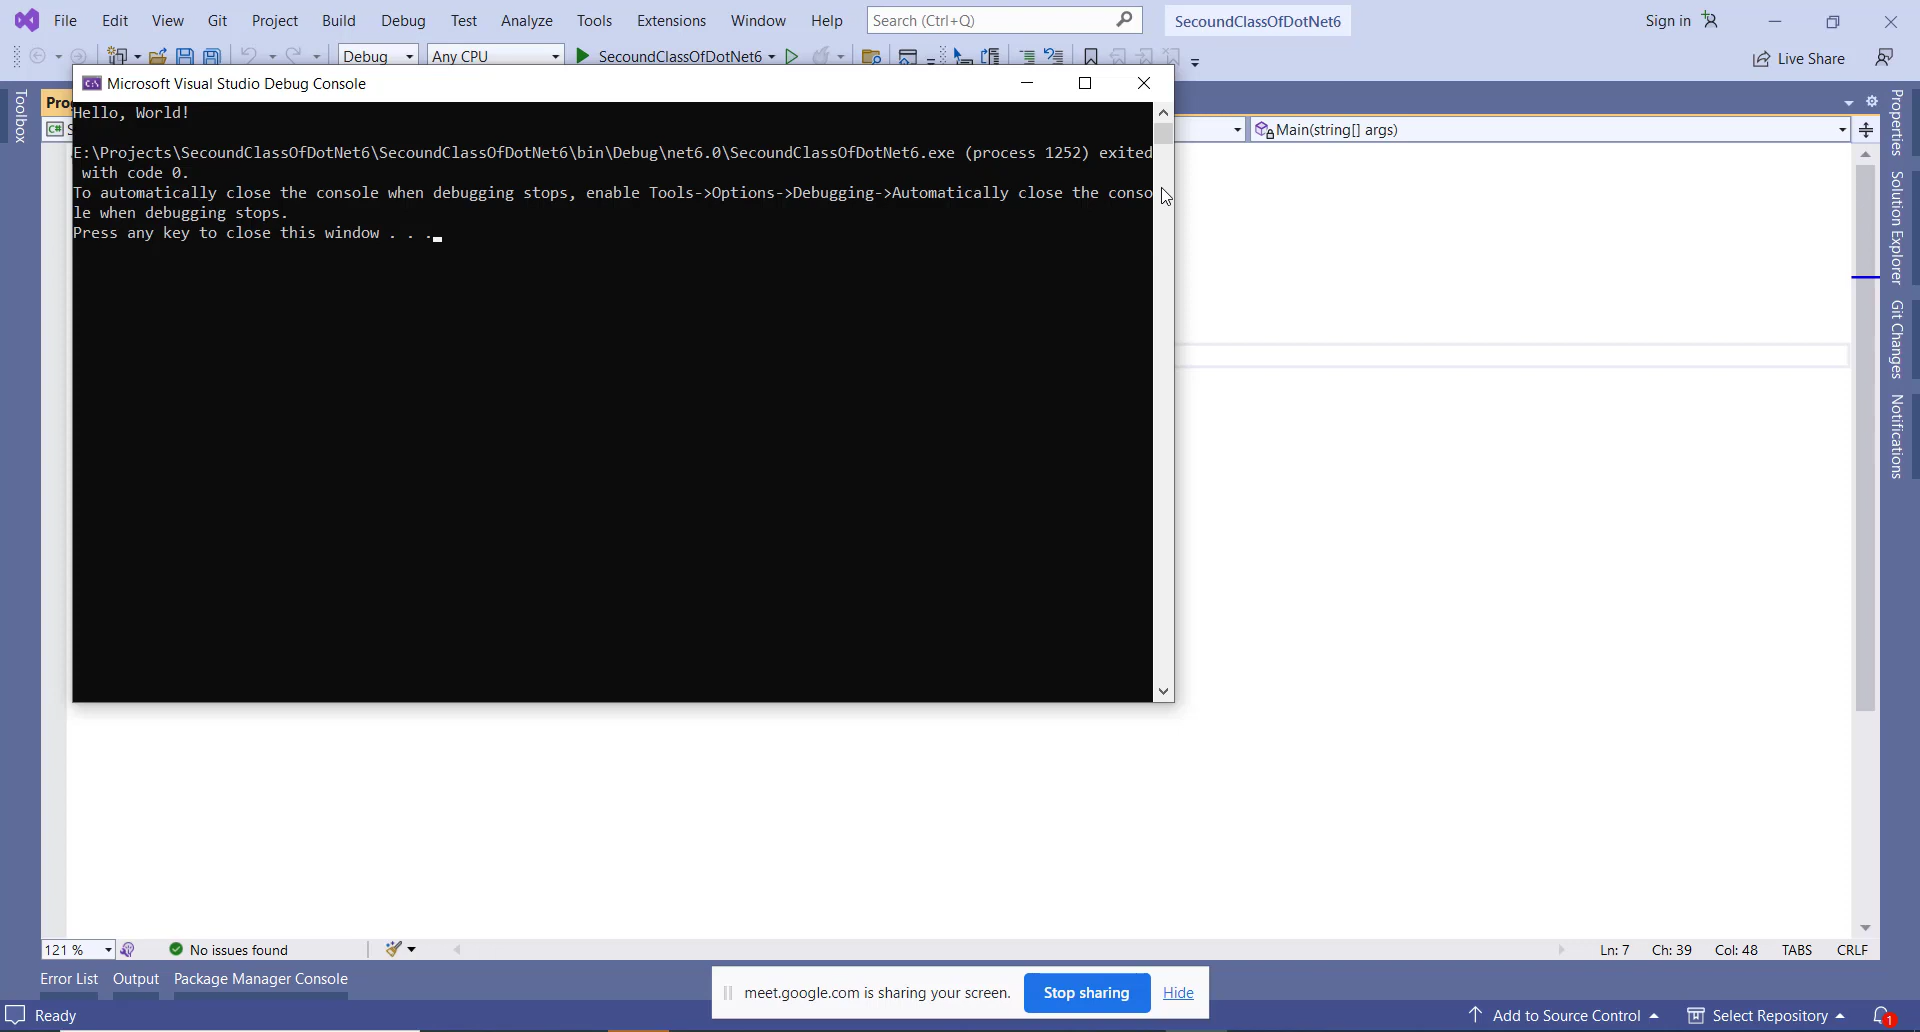 File Edit View Git Project Build Debug Test Analyze Tools Extensions Window Help Search (Ctrl+Q) SecoundClassOfDotNet6 Sign in
Debug Any CPU SecoundClassOfDotNet6 Live Share
Microsoft Visual Studio Debug Console
Toolbox
Pro
Main(string[] args)
Hello, World!
E:\Projects\SecoundClassOfDotNet6\SecoundClassOfDotNet6\bin\Debug\net6.0\SecoundClassOfDotNet6.exe (process 1252) exited
with code 0.
To automatically close the console when debugging stops, enable Tools->Options->Debugging->Automatically close the conso
le when debugging stops.
Press any key to close this window . . .
Properties
Solution Explorer
Git Changes
Notifications
121 % No issues found Ln: 7 Ch: 39 Col: 48 TABS CRLF
Error List Output Package Manager Console
meet.google.com is sharing your screen. Stop sharing Hide
Ready Add to Source Control Select Repository 1